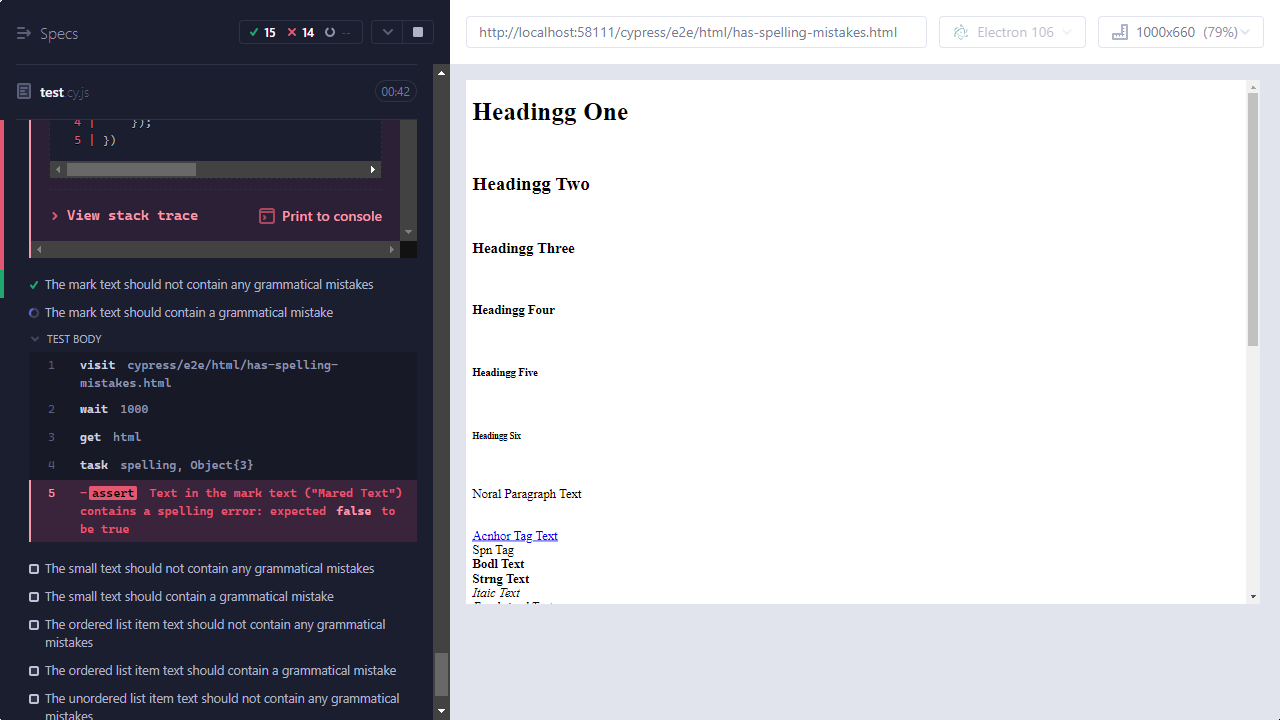 Specs
15
14
--
http://localhost:58111/cypress/e2e/html/has-spelling-mistakes.html
Electron 106
1000x660 (79%)
test.cy.js
00:42
4 | });
5 | })
View stack trace
Print to console
The mark text should not contain any grammatical mistakes
The mark text should contain a grammatical mistake
TEST BODY
1 visit cypress/e2e/html/has-spelling-
mistakes.html
2 wait 1000
3 get html
4 task spelling, Object{3}
5 -assert Text in the mark text ("Mared Text")
contains a spelling error: expected false to
be true
The small text should not contain any grammatical mistakes
The small text should contain a grammatical mistake
The ordered list item text should not contain any grammatical
mistakes
The ordered list item text should contain a grammatical mistake
The unordered list item text should not contain any grammatical
mistakes
Headingg One
Headingg Two
Headingg Three
Headingg Four
Headingg Five
Headingg Six
Noral Paragraph Text
Acnhor Tag Text
Spn Tag
Bodl Text
Strng Text
Itaic Text